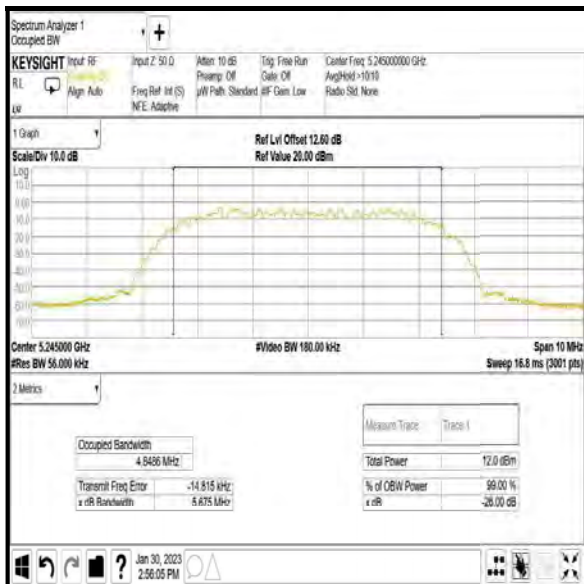 Spectrum Analyzer 1
Occupied BW
KEYSIGHT Input: RF
Align: Auto
Input Z: 50 Ω
Freq Ref: Int (S)
NFE: Adaptive
Atten: 10 dB
Preamp: Off
µW Path: Standard
Trig: Free Run
Gate: Off
#IF Gain: Low
Center Freq: 5.245000000 GHz
Avg|Hold:>10/10
Radio Std: None
1 Graph
Scale/Div 10.0 dB
Ref Lvl Offset 12.60 dB
Ref Value 20.00 dBm
Log
10.0
0.00
Center 5.245000 GHz
#Res BW 56.000 kHz
#Video BW 180.00 kHz
Span 10 MHz
Sweep 16.8 ms (3001 pts)
2 Metrics
Measure Trace Trace 1
Occupied Bandwidth
4.8486 MHz
Total Power 12.0 dBm
Transmit Freq Error -14.815 kHz
% of OBW Power 99.00 %
x dB Bandwidth 5.675 MHz
x dB -26.00 dB
Jan 30, 2023
2:56:05 PM